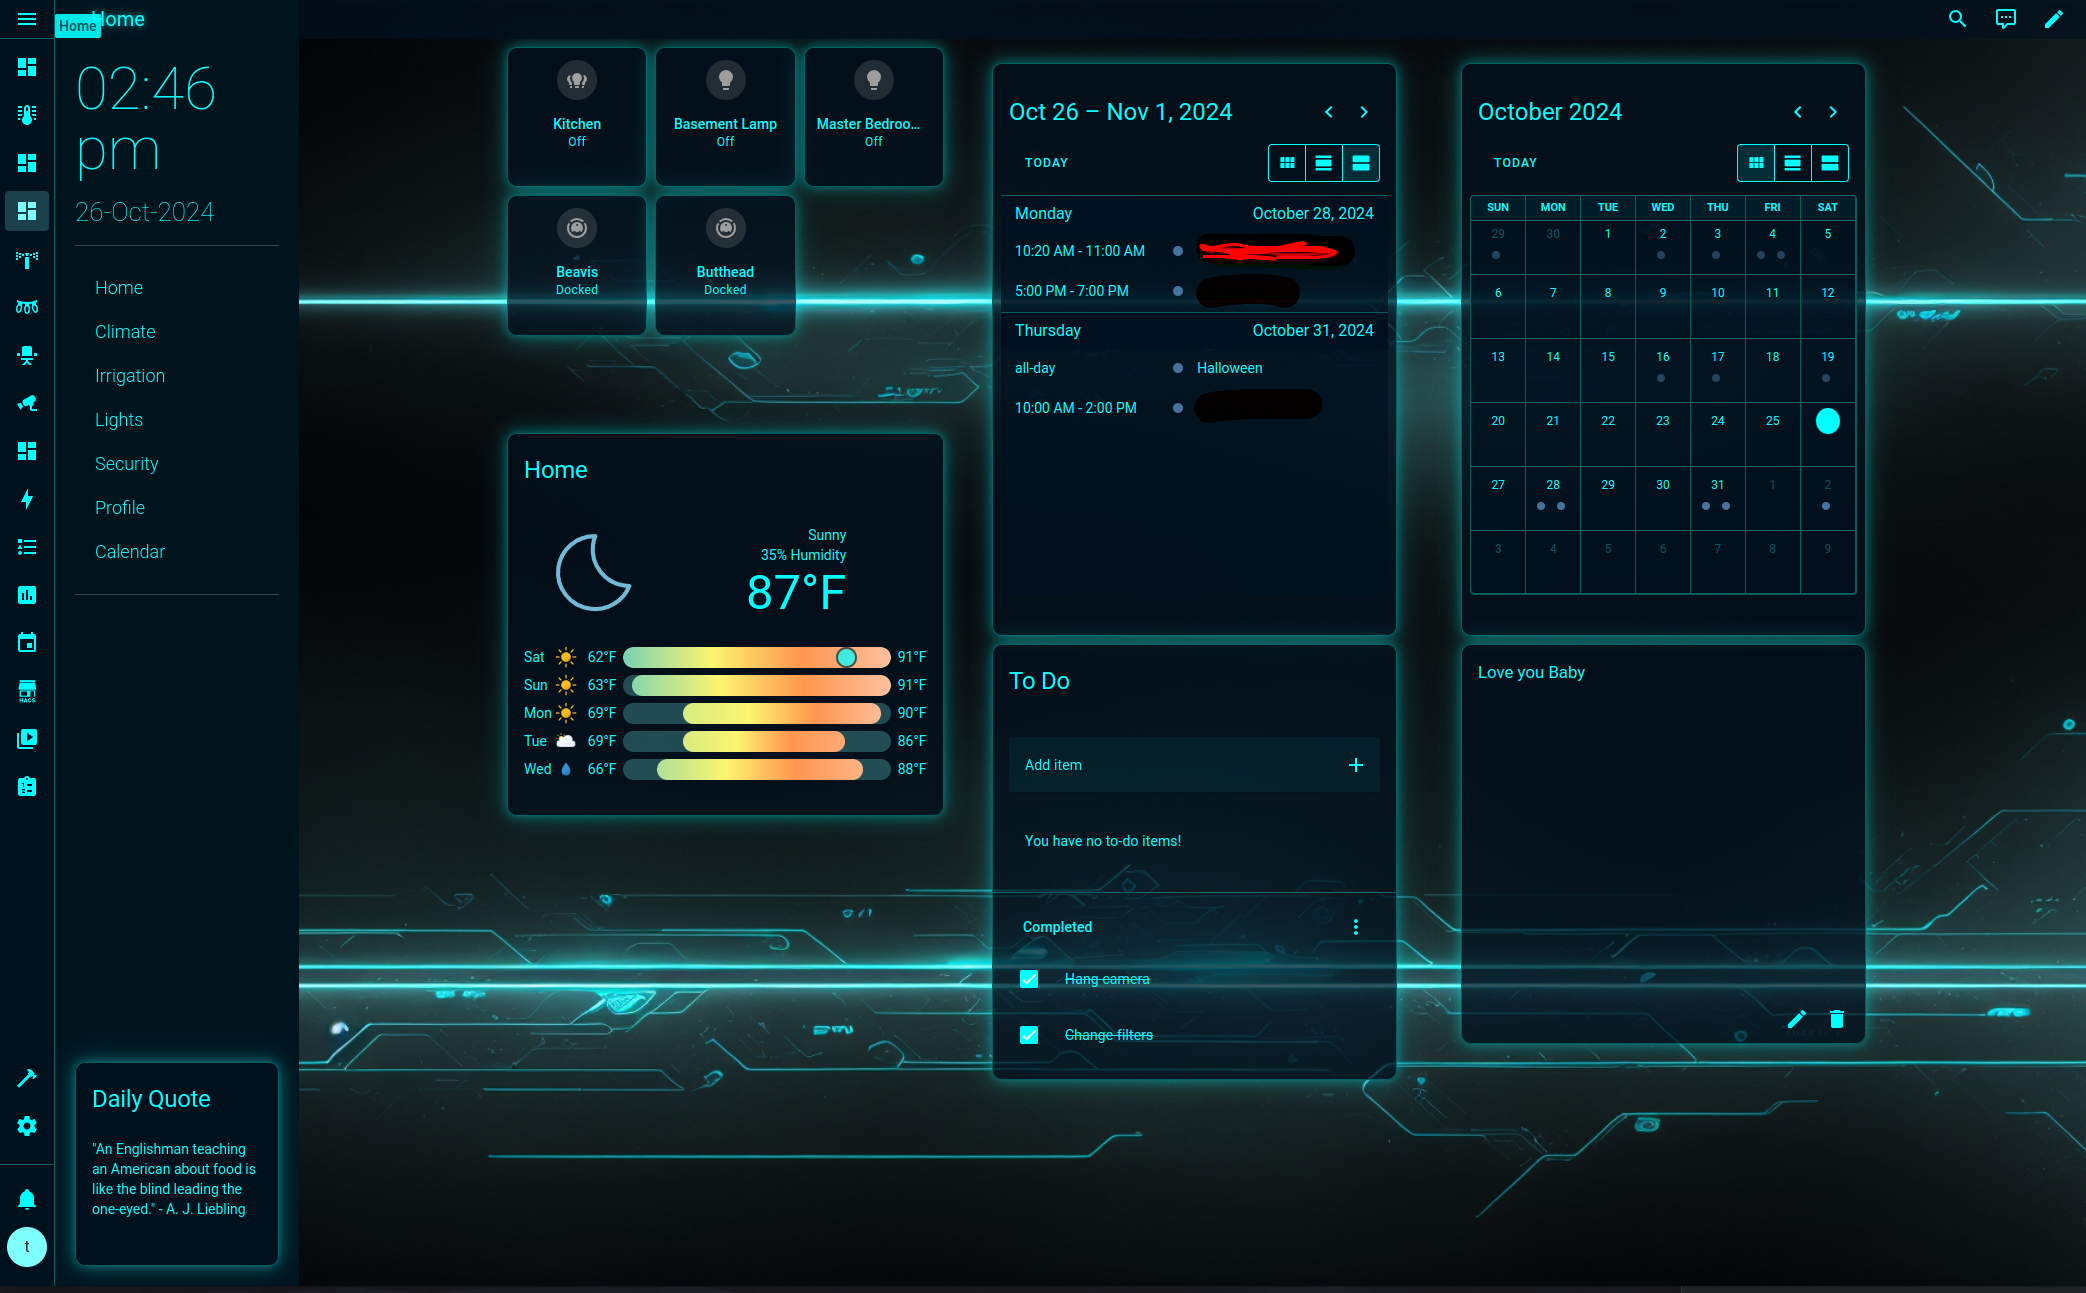 Home
Home
02:46
pm
26-Oct-2024
Home
Climate
Irrigation
Lights
Security
Profile
Calendar
HACS
Daily Quote
"An Englishman teaching
an American about food is
like the blind leading the
one-eyed." - A. J. Liebling
t
Kitchen
Off
Basement Lamp
Off
Master Bedroo...
Off
Beavis
Docked
Butthead
Docked
Home
Sunny
35% Humidity
87°F
Sat 62°F 91°F
Sun 63°F 91°F
Mon 69°F 90°F
Tue 69°F 86°F
Wed 66°F 88°F
Oct 26 – Nov 1, 2024
TODAY
Monday October 28, 2024
10:20 AM - 11:00 AM
5:00 PM - 7:00 PM
Thursday October 31, 2024
all-day Halloween
10:00 AM - 2:00 PM
To Do
Add item
You have no to-do items!
Completed
Hang camera
Change filters
October 2024
TODAY
SUN MON TUE WED THU FRI SAT
29 30 1 2 3 4 5
6 7 8 9 10 11 12
13 14 15 16 17 18 19
20 21 22 23 24 25
27 28 29 30 31 1 2
3 4 5 6 7 8 9
Love you Baby